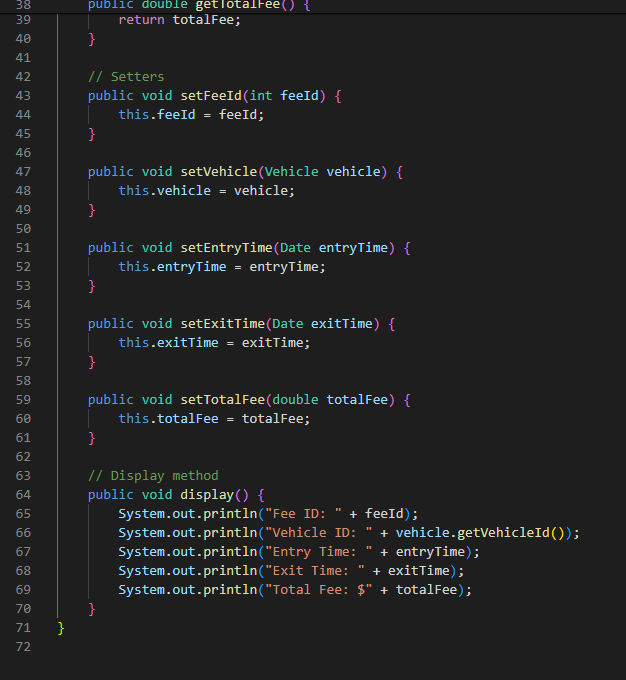 38 public double getTotalFee() {
39 return totalFee;
40 }
41
42 // Setters
43 public void setFeeId(int feeId) {
44 this.feeId = feeId;
45 }
46
47 public void setVehicle(Vehicle vehicle) {
48 this.vehicle = vehicle;
49 }
50
51 public void setEntryTime(Date entryTime) {
52 this.entryTime = entryTime;
53 }
54
55 public void setExitTime(Date exitTime) {
56 this.exitTime = exitTime;
57 }
58
59 public void setTotalFee(double totalFee) {
60 this.totalFee = totalFee;
61 }
62
63 // Display method
64 public void display() {
65 System.out.println("Fee ID: " + feeId);
66 System.out.println("Vehicle ID: " + vehicle.getVehicleId());
67 System.out.println("Entry Time: " + entryTime);
68 System.out.println("Exit Time: " + exitTime);
69 System.out.println("Total Fee: $" + totalFee);
70 }
71 }
72